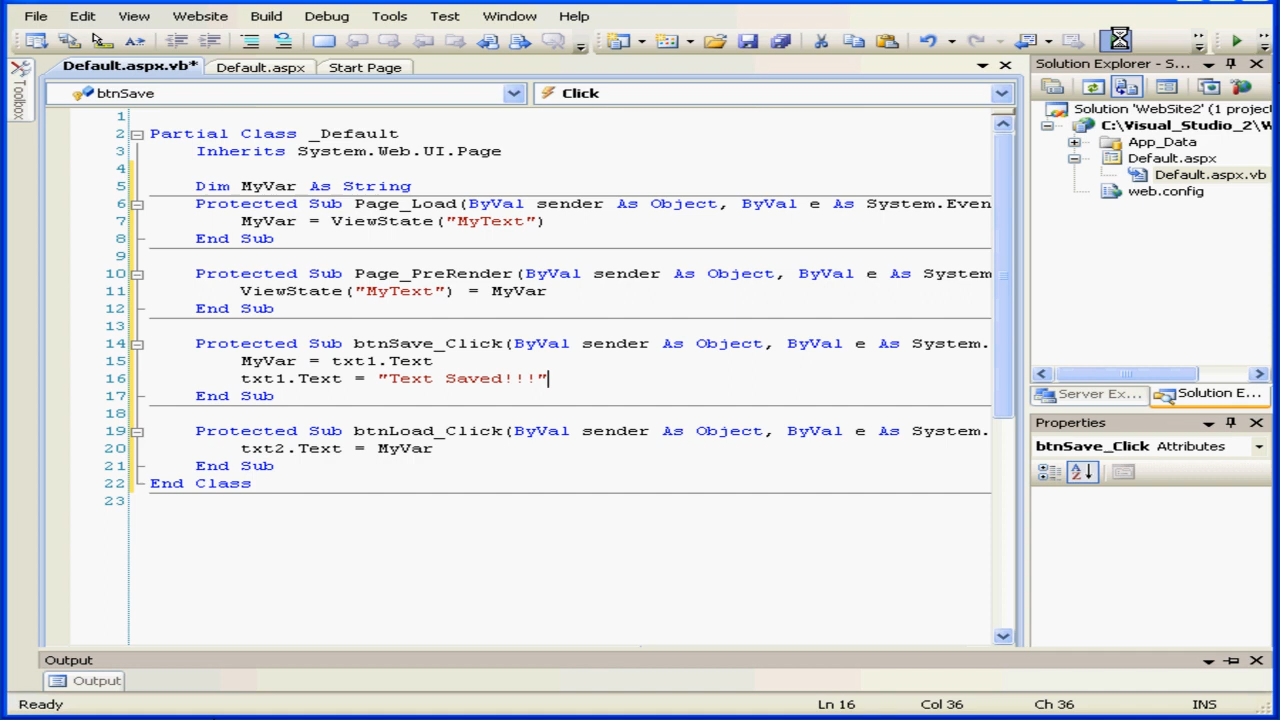 File Edit View Website Build Debug Tools Test Window Help
Default.aspx.vb* Default.aspx Start Page
Solution Explorer - S...
Toolbox
btnSave Click
1
2 Partial Class _Default
3 Inherits System.Web.UI.Page
4
5 Dim MyVar As String
6 Protected Sub Page_Load(ByVal sender As Object, ByVal e As System.Even
7 MyVar = ViewState("MyText")
8 End Sub
9
10 Protected Sub Page_PreRender(ByVal sender As Object, ByVal e As System
11 ViewState("MyText") = MyVar
12 End Sub
13
14 Protected Sub btnSave_Click(ByVal sender As Object, ByVal e As System.
15 MyVar = txt1.Text
16 txt1.Text = "Text Saved!!!"
17 End Sub
18
19 Protected Sub btnLoad_Click(ByVal sender As Object, ByVal e As System.
20 txt2.Text = MyVar
21 End Sub
22 End Class
23
Solution 'WebSite2' (1 project
C:\Visual_Studio_2\W
App_Data
Default.aspx
Default.aspx.vb
web.config
Server Ex... Solution E...
Properties
btnSave_Click Attributes
Output
Output
Ready Ln 16 Col 36 Ch 36 INS